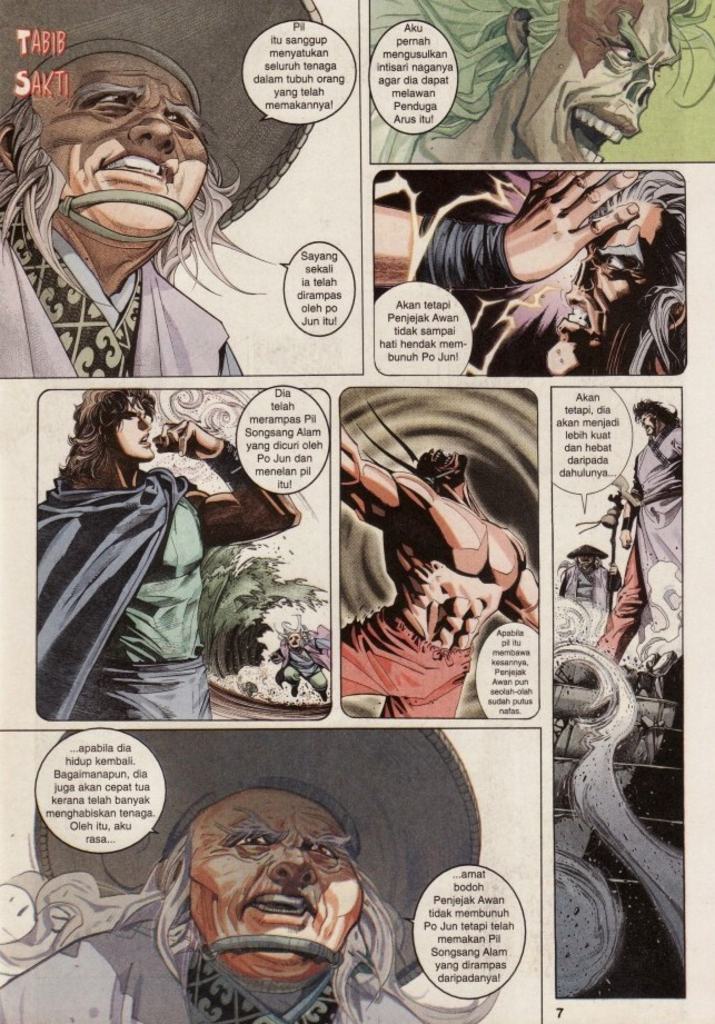 TABIB
SAKTI
Pil
itu sanggup
menyatukan
seluruh tenaga
dalam tubuh orang
yang telah
memakannya!
Sayang
sekali
ia telah
dirampas
oleh po
Jun itu!
Aku
pernah
mengusulkan
intisari naganya
agar dia dapat
melawan
Penduga
Arus itu!
Akan tetapi
Penjejak Awan
tidak sampai
hati hendak mem-
bunuh Po Jun!
Dia
telah
merampas Pil
Songsang Alam
yang dicuri oleh
Po Jun dan
menelan pil
itu!
Apabila
pil itu
membawa
kesannya,
Penjejak
Awan pun
seolah-olah
sudah putus
nafas.
Akan
tetapi, dia
akan menjadi
lebih kuat
dan hebat
daripada
dahulunya...
...apabila dia
hidup kembali.
Bagaimanapun, dia
juga akan cepat tua
kerana telah banyak
menghabiskan tenaga.
Oleh itu, aku
rasa...
...amat
bodoh
Penjejak Awan
tidak membunuh
Po Jun tetapi telah
memakan Pil
Songsang Alam
yang dirampas
daripadanya!
7